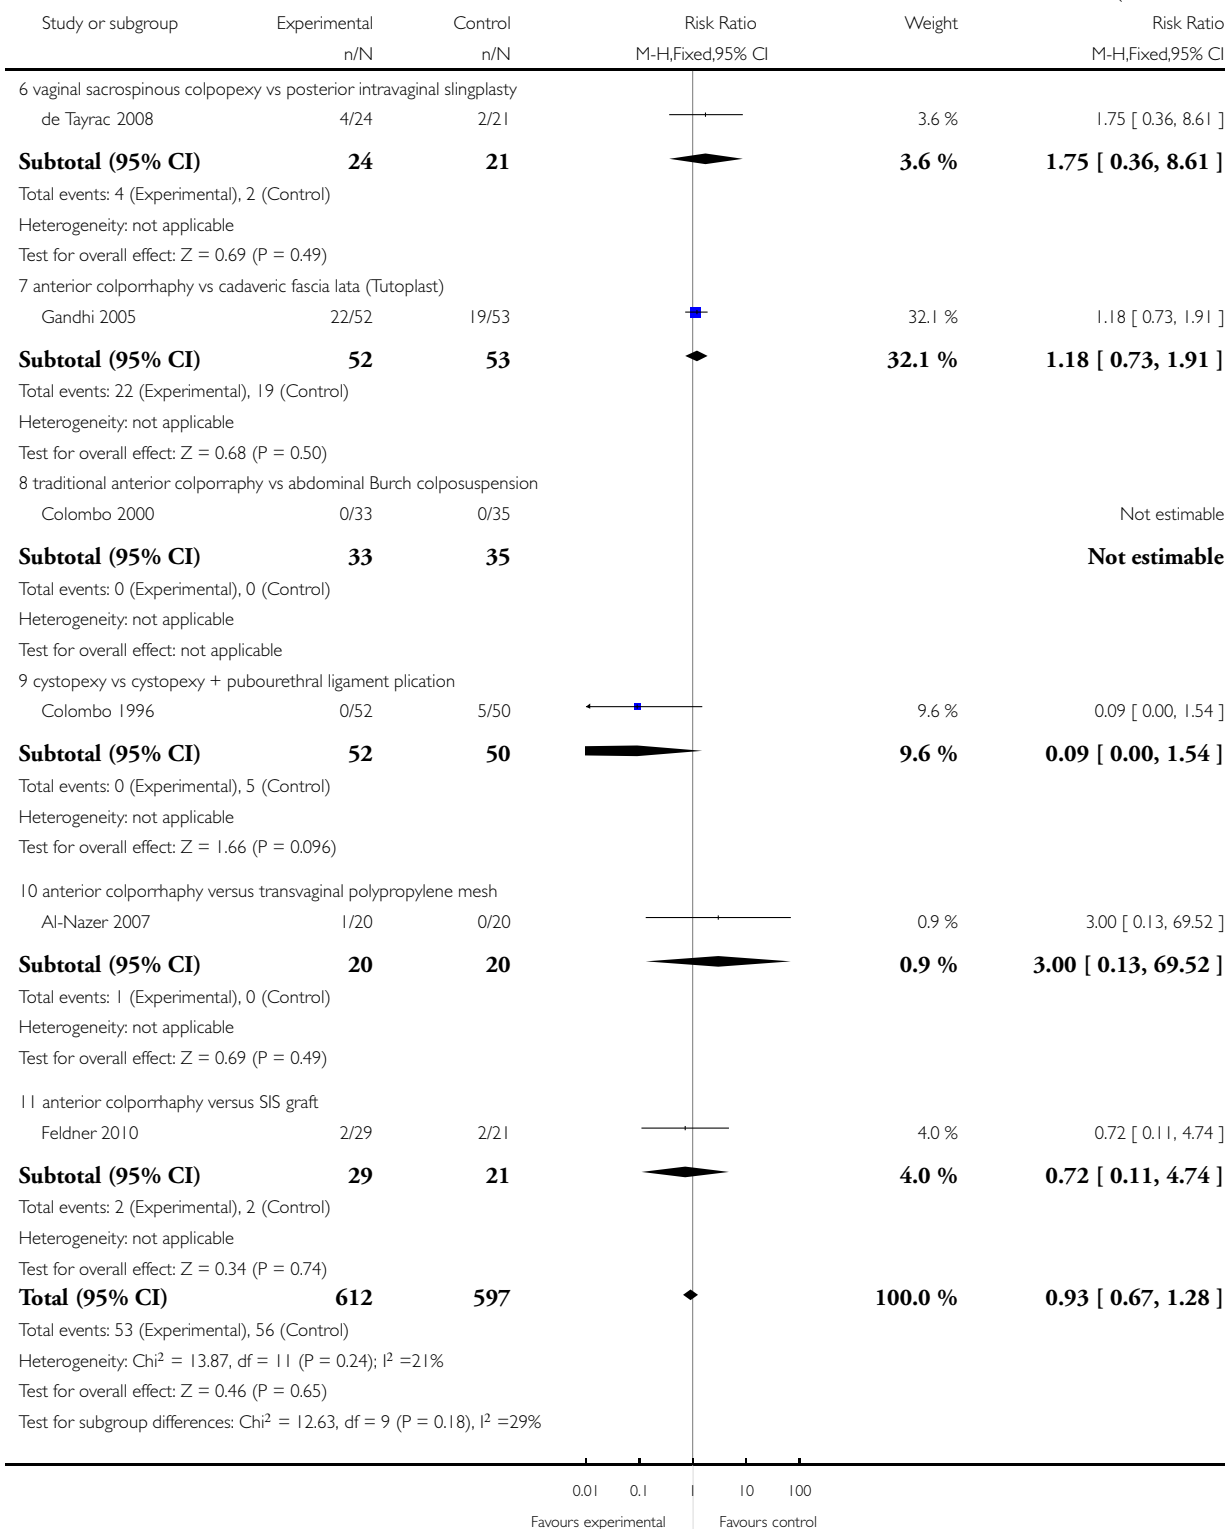 Study or subgroup Experimental Control Risk Ratio Weight Risk Ratio
n/N n/N M-H,Fixed,95% CI M-H,Fixed,95% CI
6 vaginal sacrospinous colpopexy vs posterior intravaginal slingplasty
de Tayrac 2008 4/24 2/21 3.6 % 1.75 [ 0.36, 8.61 ]
Subtotal (95% CI) 24 21 3.6 % 1.75 [ 0.36, 8.61 ]
Total events: 4 (Experimental), 2 (Control)
Heterogeneity: not applicable
Test for overall effect: Z = 0.69 (P = 0.49)
7 anterior colporrhaphy vs cadaveric fascia lata (Tutoplast)
Gandhi 2005 22/52 19/53 32.1 % 1.18 [ 0.73, 1.91 ]
Subtotal (95% CI) 52 53 32.1 % 1.18 [ 0.73, 1.91 ]
Total events: 22 (Experimental), 19 (Control)
Heterogeneity: not applicable
Test for overall effect: Z = 0.68 (P = 0.50)
8 traditional anterior colporraphy vs abdominal Burch colposuspension
Colombo 2000 0/33 0/35 Not estimable
Subtotal (95% CI) 33 35 Not estimable
Total events: 0 (Experimental), 0 (Control)
Heterogeneity: not applicable
Test for overall effect: not applicable
9 cystopexy vs cystopexy + pubourethral ligament plication
Colombo 1996 0/52 5/50 9.6 % 0.09 [ 0.00, 1.54 ]
Subtotal (95% CI) 52 50 9.6 % 0.09 [ 0.00, 1.54 ]
Total events: 0 (Experimental), 5 (Control)
Heterogeneity: not applicable
Test for overall effect: Z = 1.66 (P = 0.096)
10 anterior colporrhaphy versus transvaginal polypropylene mesh
Al-Nazer 2007 1/20 0/20 0.9 % 3.00 [ 0.13, 69.52 ]
Subtotal (95% CI) 20 20 0.9 % 3.00 [ 0.13, 69.52 ]
Total events: 1 (Experimental), 0 (Control)
Heterogeneity: not applicable
Test for overall effect: Z = 0.69 (P = 0.49)
11 anterior colporrhaphy versus SIS graft
Feldner 2010 2/29 2/21 4.0 % 0.72 [ 0.11, 4.74 ]
Subtotal (95% CI) 29 21 4.0 % 0.72 [ 0.11, 4.74 ]
Total events: 2 (Experimental), 2 (Control)
Heterogeneity: not applicable
Test for overall effect: Z = 0.34 (P = 0.74)
Total (95% CI) 612 597 100.0 % 0.93 [ 0.67, 1.28 ]
Total events: 53 (Experimental), 56 (Control)
Heterogeneity: Chi² = 13.87, df = 11 (P = 0.24); I² =21%
Test for overall effect: Z = 0.46 (P = 0.65)
Test for subgroup differences: Chi² = 12.63, df = 9 (P = 0.18), I² =29%
0.01 0.1 1 10 100
Favours experimental Favours control